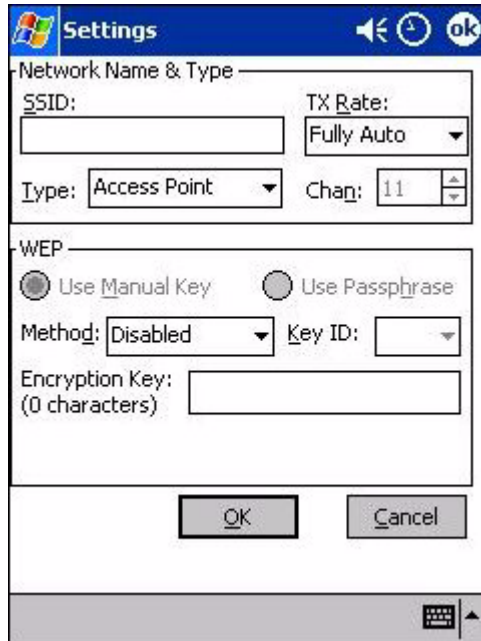 Settings
ok
Network Name & Type
SSID:
TX Rate:
Fully Auto
Type: Access Point
Chan: 11
WEP
Use Manual Key
Use Passphrase
Method: Disabled
Key ID:
Encryption Key:
(0 characters)
OK
Cancel